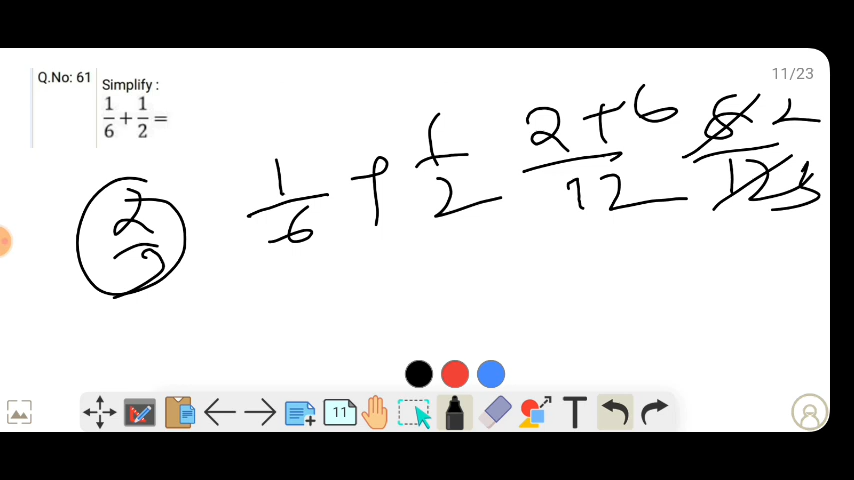 11/23
Q.No: 61
Simplify :
1/6 + 1/2 =
1/6 + 1/2 2+6/12 8/12 2/3
2/3
11
T